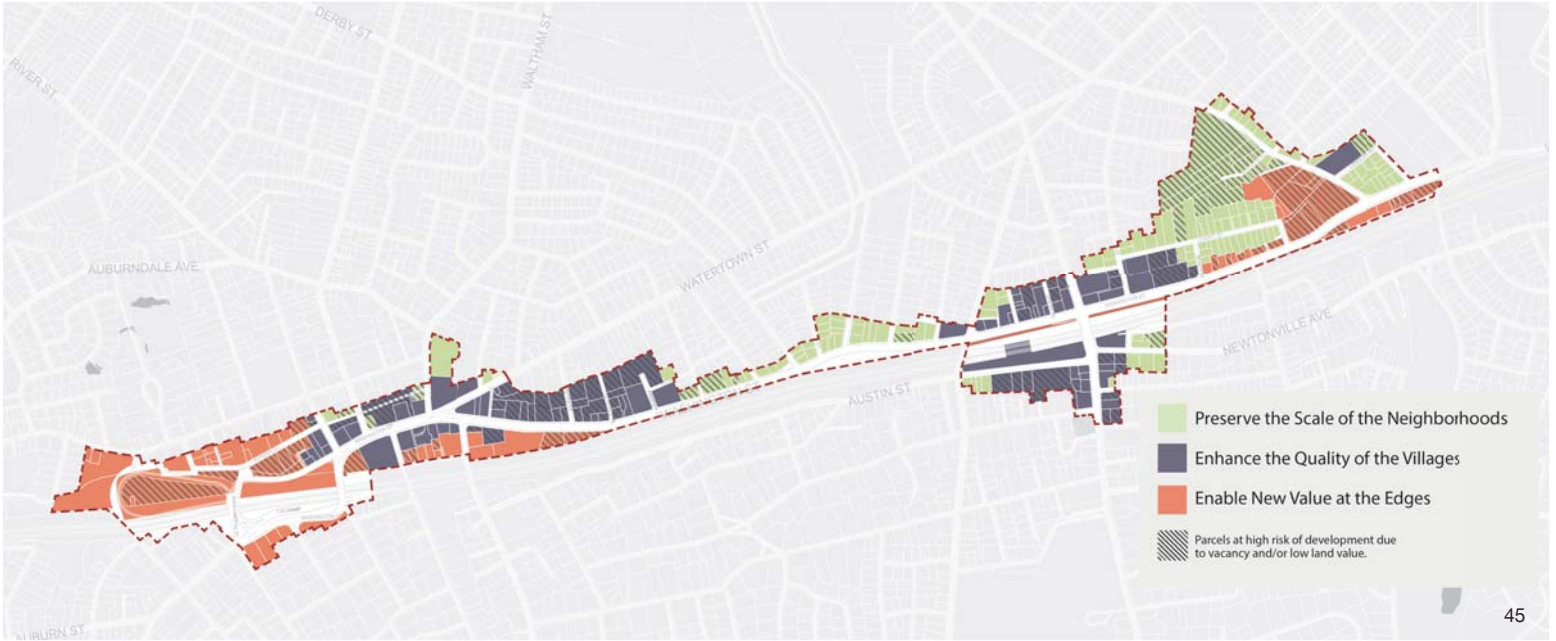 DERBY ST
WALTHAM ST
RIVER ST
AUBURNDALE AVE
WATERTOWN ST
NEWTONVILLE AVE
AUSTIN ST
Preserve the Scale of the Neighborhoods
Enhance the Quality of the Villages
Enable New Value at the Edges
Parcels at high risk of development due
to vacancy and/or low land value.
45
AUBURN ST